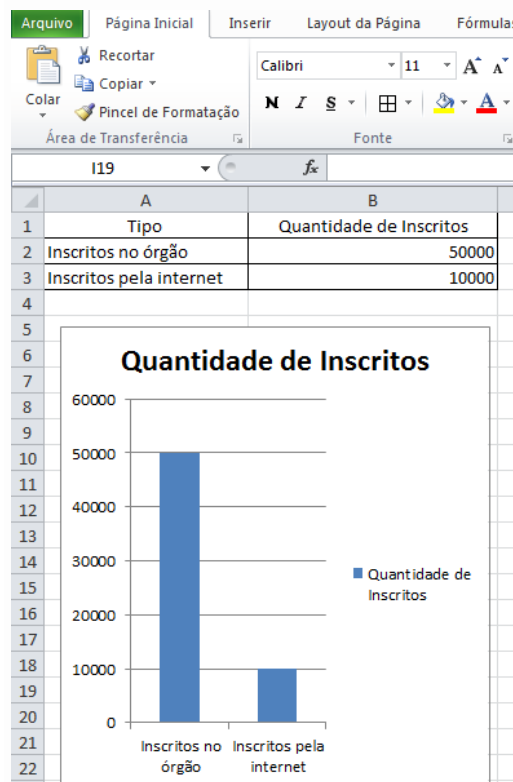 Arquivo Página Inicial Inserir Layout da Página Fórmulas
Recortar
Copiar
Colar
Pincel de Formatação
Área de Transferência
Calibri 11 A A
N I S A
Fonte
I19 fx
A B
1 Tipo Quantidade de Inscritos
2 Inscritos no órgão 50000
3 Inscritos pela internet 10000
4
5
6
7
8
9
10
11
12
13
14
15
16
17
18
19
20
21
22
Quantidade de Inscritos
60000
50000
40000
30000
20000
10000
0
Inscritos no
órgão
Inscritos pela
internet
Quantidade de
Inscritos